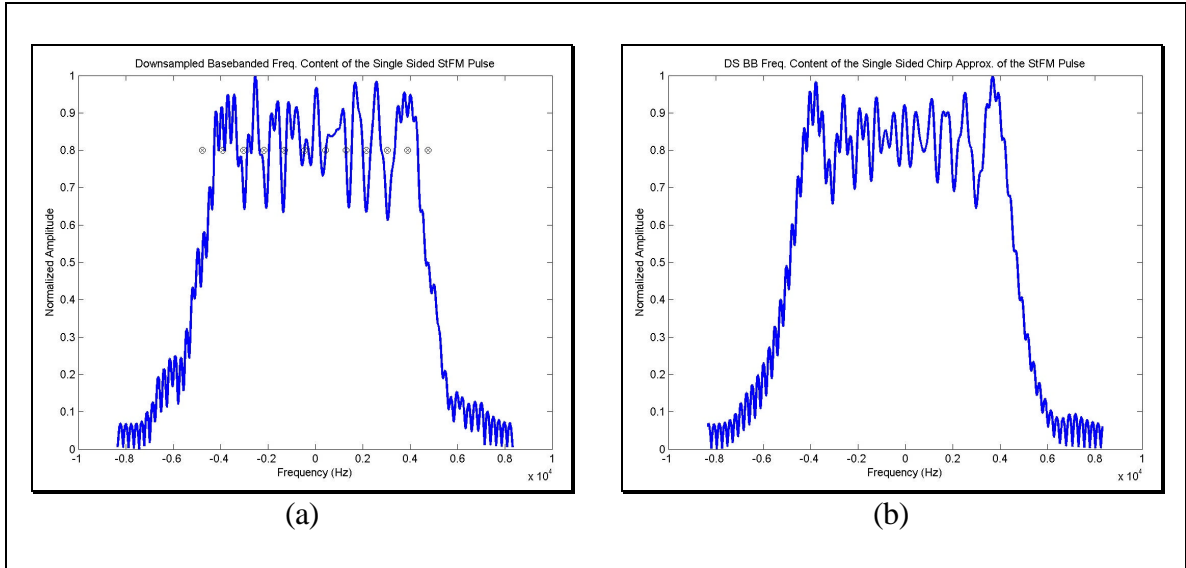 Downsampled Basebanded Freq. Content of the Single Sided StFM Pulse
1
0.9
0.8
0.7
0.6
0.5
0.4
0.3
0.2
0.1
0
Normalized Amplitude
-1 -0.8 -0.6 -0.4 -0.2 0 0.2 0.4 0.6 0.8 1
Frequency (Hz)
x 10^4
(a)
DS BB Freq. Content of the Single Sided Chirp Approx. of the StFM Pulse
1
0.9
0.8
0.7
0.6
0.5
0.4
0.3
0.2
0.1
0
Normalized Amplitude
-1 -0.8 -0.6 -0.4 -0.2 0 0.2 0.4 0.6 0.8 1
Frequency (Hz)
x 10^4
(b)